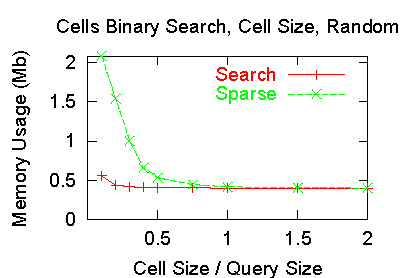 Cells Binary Search, Cell Size, Random
Memory Usage (Mb)
2
1.5
1
0.5
0
Search
Sparse
0.5
1
1.5
2
Cell Size / Query Size